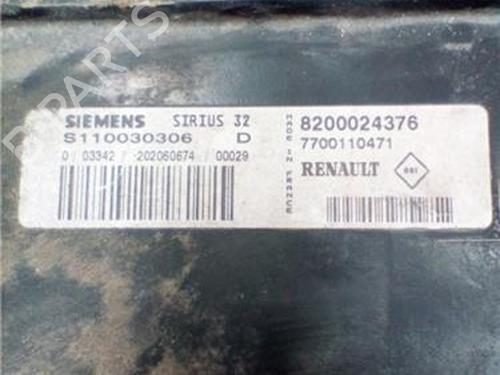 SIEMENS SIRIUS 32
S110030306 D
0 / 03342 / -202060674 / 00029
MADE IN FRANCE
8200024376
7700110471
RENAULT
B-PARTS